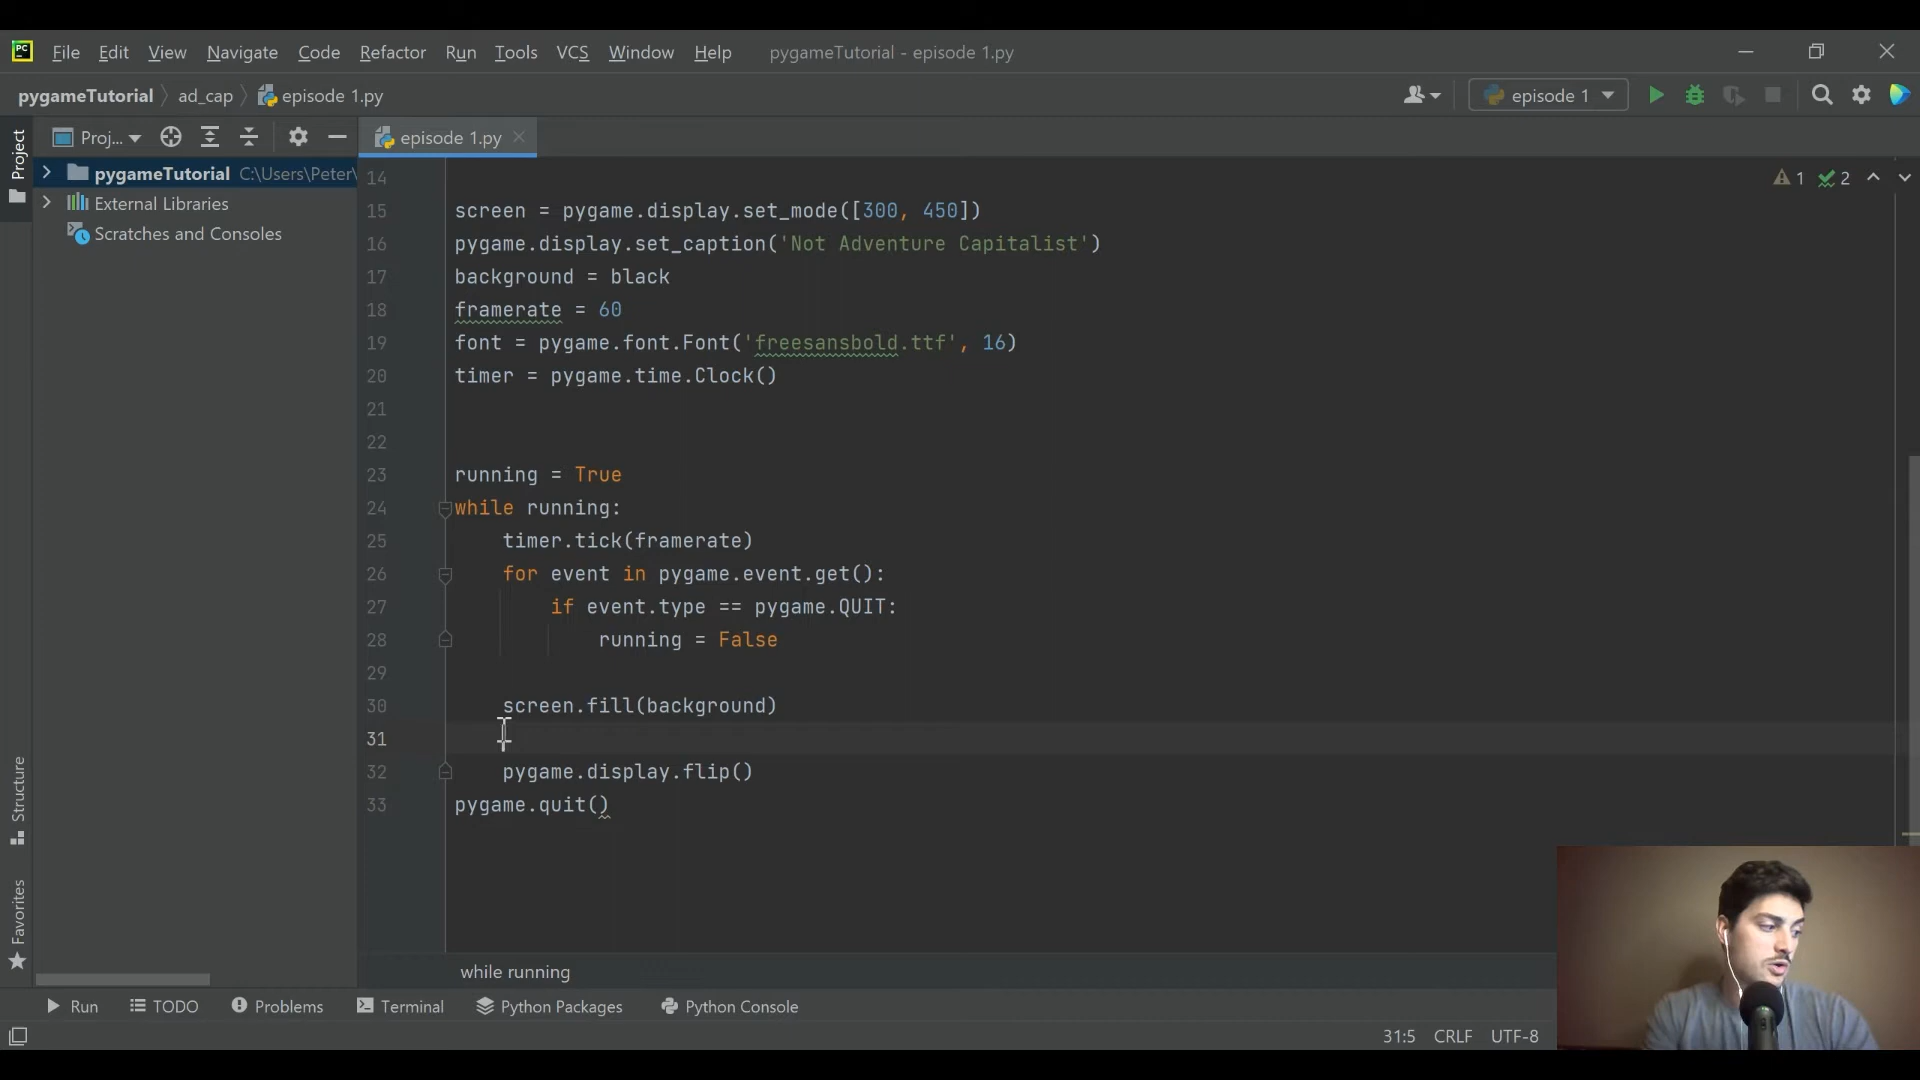 PC File Edit View Navigate Code Refactor Run Tools VCS Window Help pygameTutorial - episode 1.py
pygameTutorial ad_cap episode 1.py episode 1
Project Proj... episode 1.py
pygameTutorial C:\Users\Peter\
External Libraries
Scratches and Consoles
1 2
14
15 screen = pygame.display.set_mode([300, 450])
16 pygame.display.set_caption('Not Adventure Capitalist')
17 background = black
18 framerate = 60
19 font = pygame.font.Font('freesansbold.ttf', 16)
20 timer = pygame.time.Clock()
21
22
23 running = True
24 while running:
25 timer.tick(framerate)
26 for event in pygame.event.get():
27 if event.type == pygame.QUIT:
28 running = False
29
30 screen.fill(background)
31
32 pygame.display.flip()
33 pygame.quit()
Structure
Favorites
while running
Run TODO Problems Terminal Python Packages Python Console
31:5 CRLF UTF-8